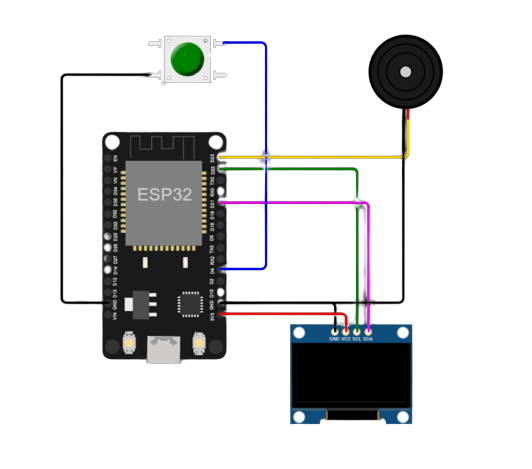 ESP32
EN
VP
VN
D34
D35
D32
D33
D25
D26
D27
D14
D12
D13
GND
VIN
D23
D22
TX0
RX0
D21
D19
D18
D5
TX2
RX2
D4
D2
D15
GND
3V3
GND VCC SCL SDA